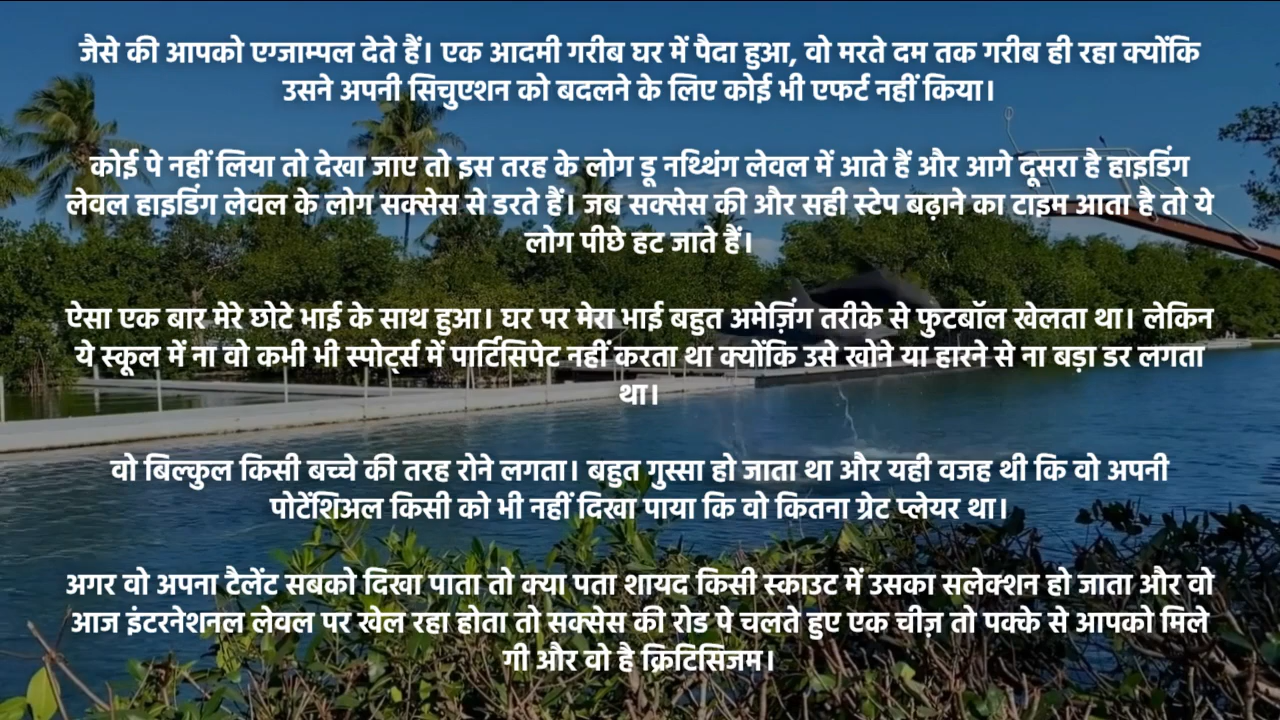 जैसे की आपको एग्जाम्पल देते हैं। एक आदमी गरीब घर में पैदा हुआ, वो मरते दम तक गरीब ही रहा क्योंकि
उसने अपनी सिचुएशन को बदलने के लिए कोई भी एफर्ट नहीं किया।
कोई पे नहीं लिया तो देखा जाए तो इस तरह के लोग डू नथ्थिंग लेवल में आते हैं और आगे दूसरा है हाइडिंग
लेवल हाइडिंग लेवल के लोग सक्सेस से डरते हैं। जब सक्सेस की और सही स्टेप बढ़ाने का टाइम आता है तो ये
लोग पीछे हट जाते हैं।
ऐसा एक बार मेरे छोटे भाई के साथ हुआ। घर पर मेरा भाई बहुत अमेज़िंग तरीके से फुटबॉल खेलता था। लेकिन
ये स्कूल में ना वो कभी भी स्पोर्ट्स में पार्टिसिपेट नहीं करता था क्योंकि उसे खोने या हारने से ना बड़ा डर लगता
था।
वो बिल्कुल किसी बच्चे की तरह रोने लगता। बहुत गुस्सा हो जाता था और यही वजह थी कि वो अपनी
पोटेंशिअल किसी को भी नहीं दिखा पाया कि वो कितना ग्रेट प्लेयर था।
अगर वो अपना टैलेंट सबको दिखा पाता तो क्या पता शायद किसी स्काउट में उसका सलेक्शन हो जाता और वो
आज इंटरनेशनल लेवल पर खेल रहा होता तो सक्सेस की रोड पे चलते हुए एक चीज़ तो पक्के से आपको मिले
गी और वो है क्रिटिसिजम।